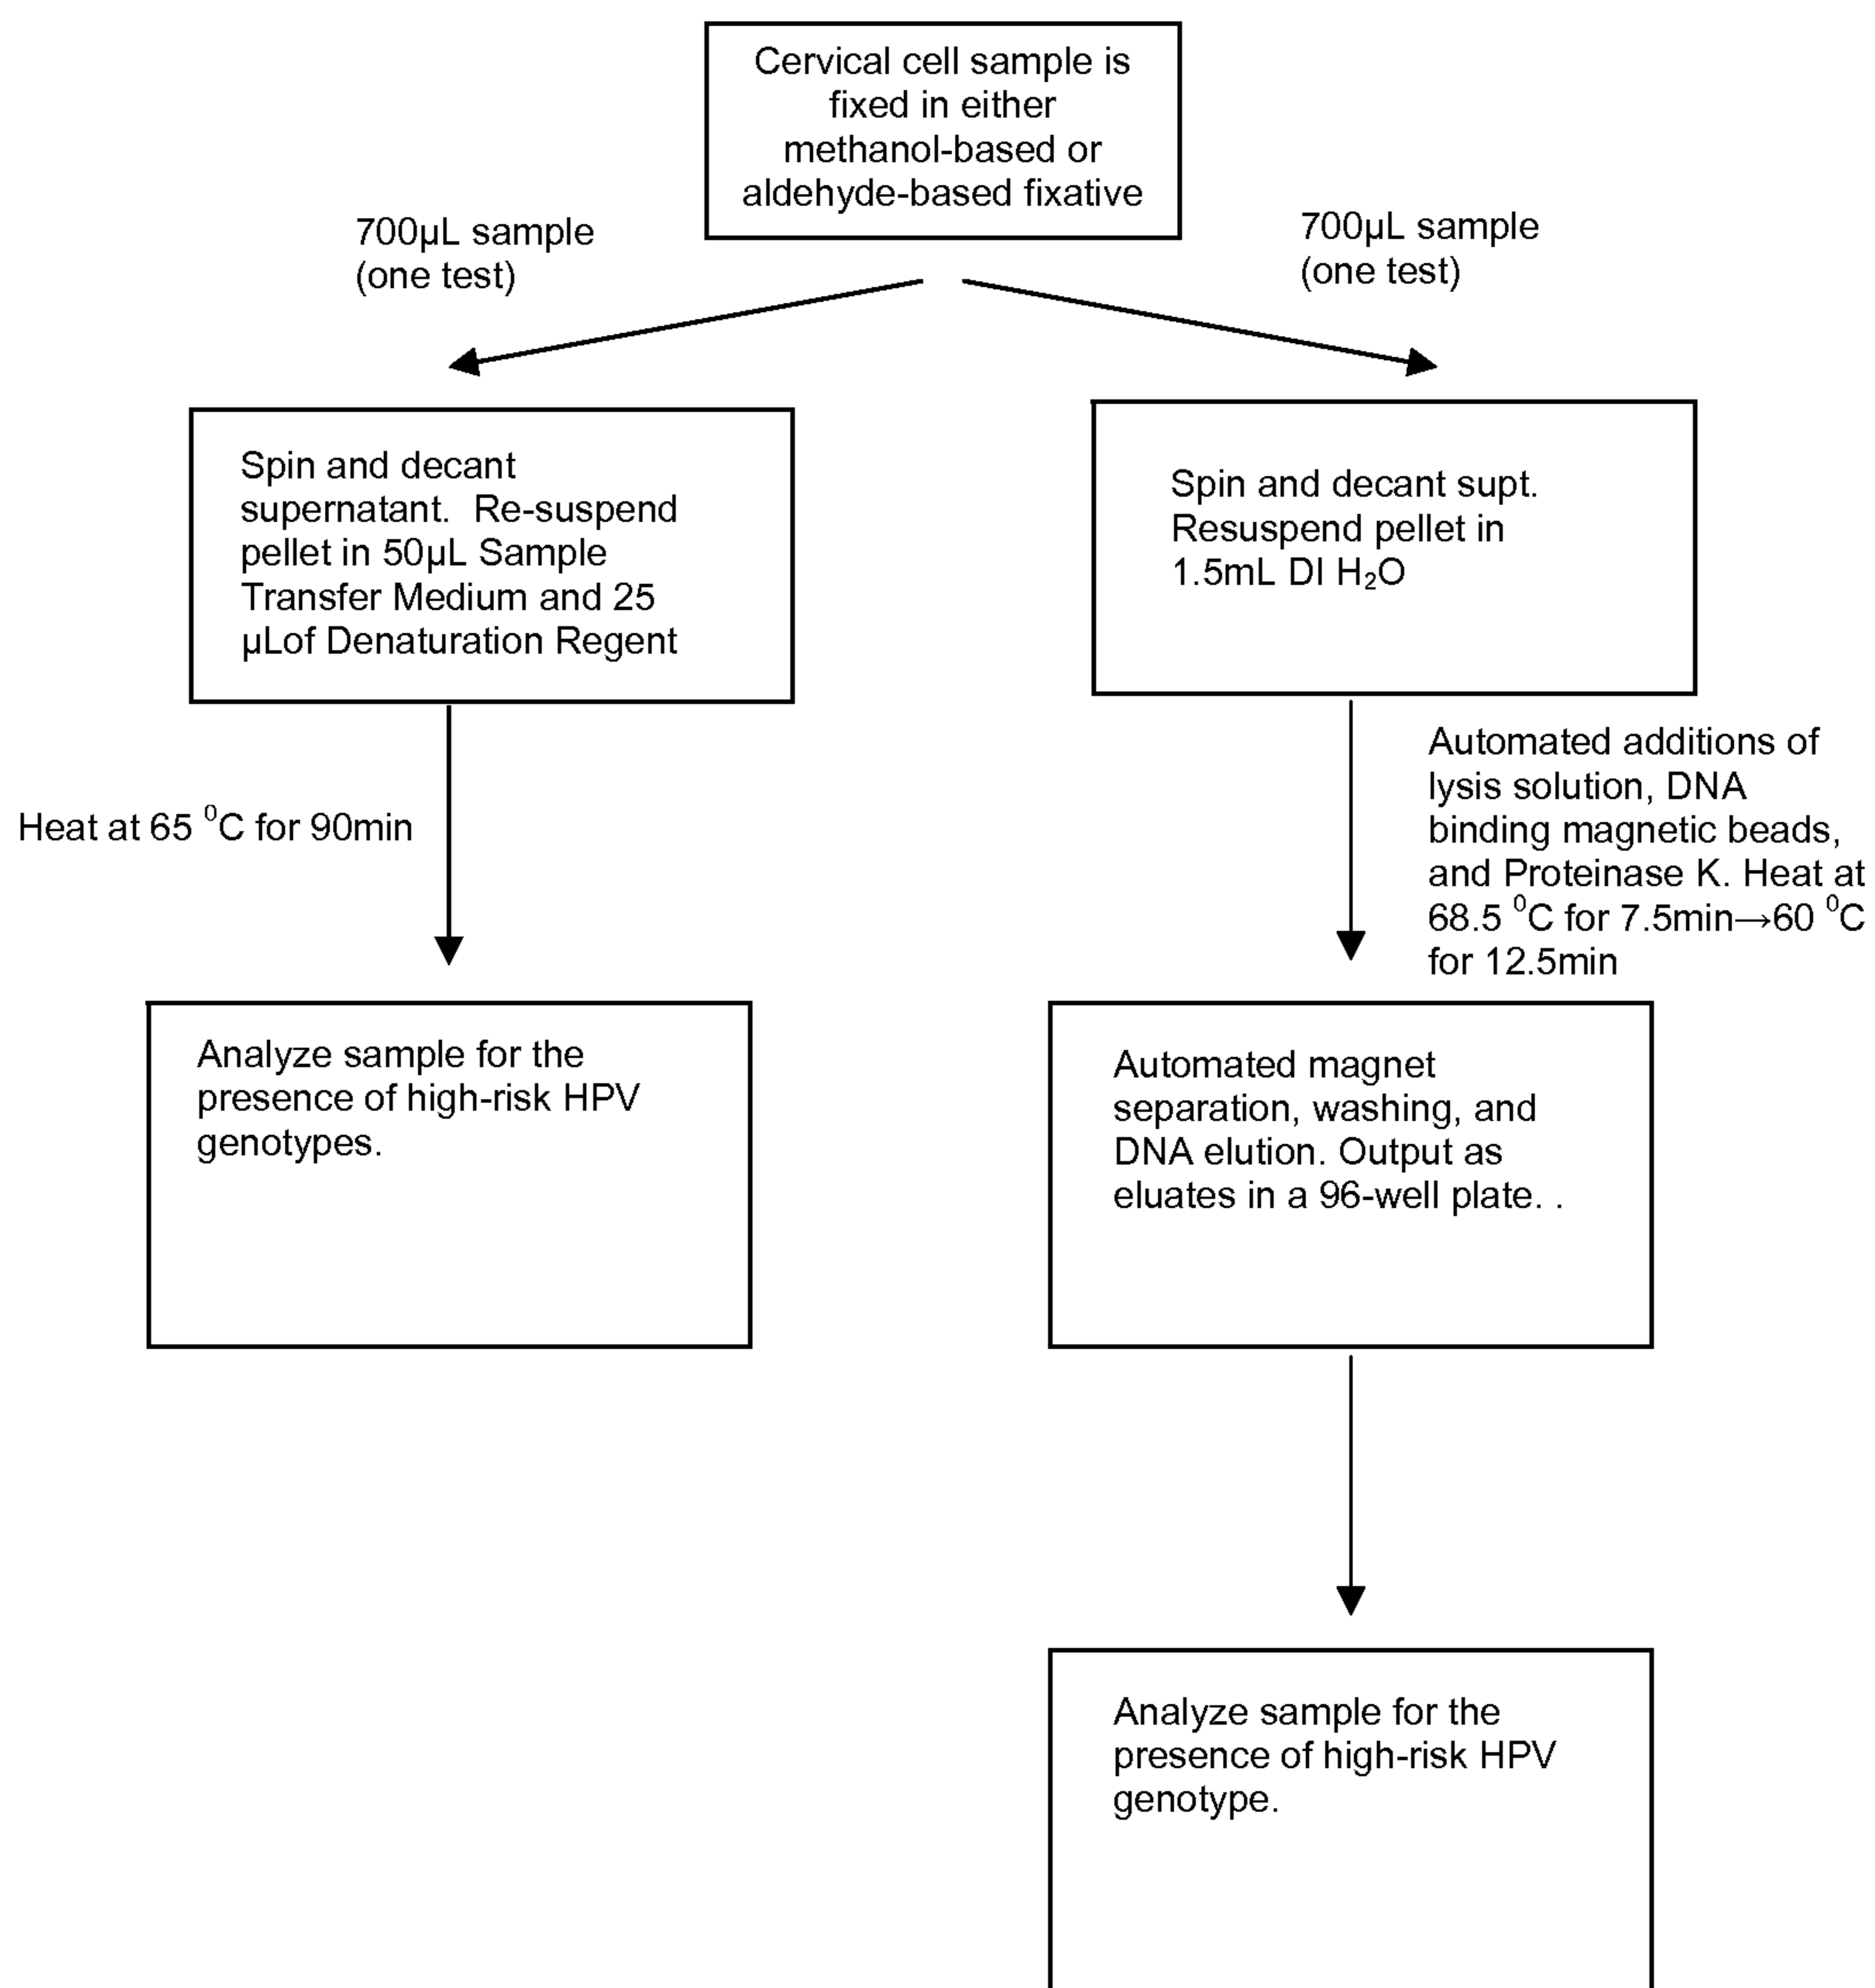 Cervical cell sample is
fixed in either
methanol-based or
aldehyde-based fixative
700µL sample
(one test)
700µL sample
(one test)
Spin and decant
supernatant.  Re-suspend
pellet in 50µL Sample
Transfer Medium and 25
µLof Denaturation Regent
Spin and decant supt.
Resuspend pellet in
1.5mL DI H₂O
Heat at 65 ⁰C for 90min
Automated additions of
lysis solution, DNA
binding magnetic beads,
and Proteinase K. Heat at
68.5 ⁰C for 7.5min→60 ⁰C
for 12.5min
Analyze sample for the
presence of high-risk HPV
genotypes.
Automated magnet
separation, washing, and
DNA elution. Output as
eluates in a 96-well plate. .
Analyze sample for the
presence of high-risk HPV
genotype.